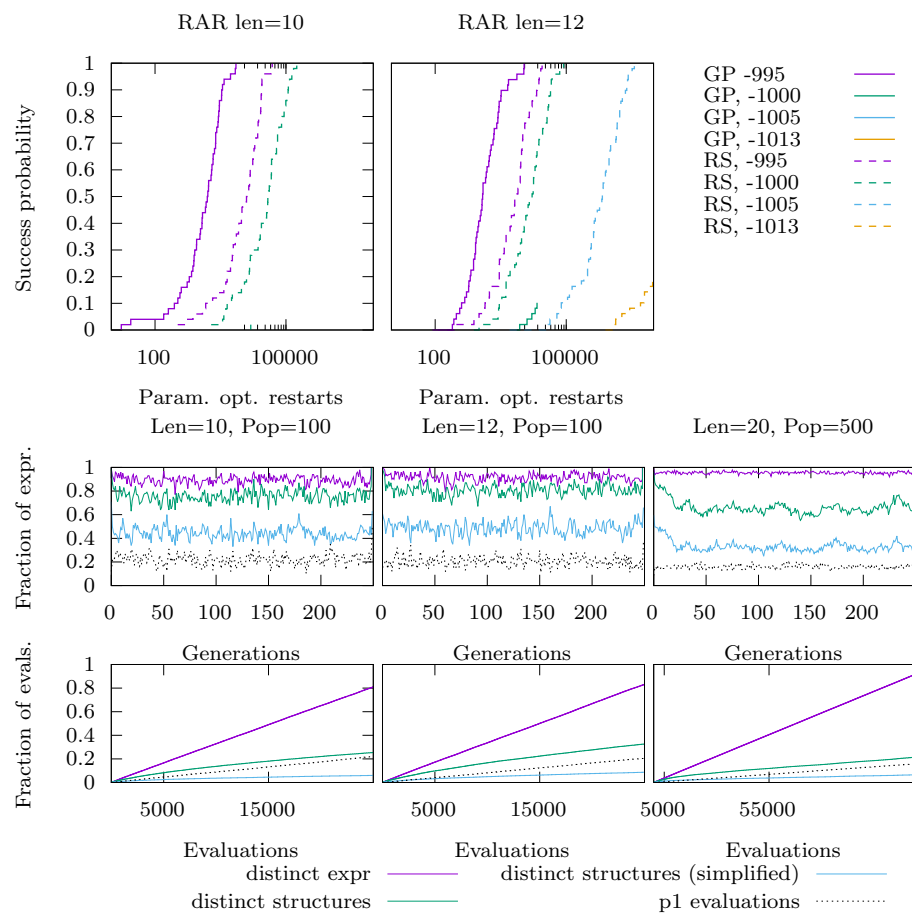 RAR len=10 RAR len=12
Success probability
1
0.9
0.8
0.7
0.6
0.5
0.4
0.3
0.2
0.1
0
100 100000 100 100000
Param. opt. restarts Param. opt. restarts
GP -995
GP, -1000
GP, -1005
GP, -1013
RS, -995
RS, -1000
RS, -1005
RS, -1013
Len=10, Pop=100 Len=12, Pop=100 Len=20, Pop=500
Fraction of expr.
1
0.8
0.6
0.4
0.2
0
0 50 100 150 200 0 50 100 150 200 0 50 100 150 200
Generations Generations
Fraction of evals.
1
0.8
0.6
0.4
0.2
0
5000 15000 5000 15000 5000 55000
Evaluations Evaluations Evaluations
distinct expr distinct structures (simplified)
distinct structures p1 evaluations